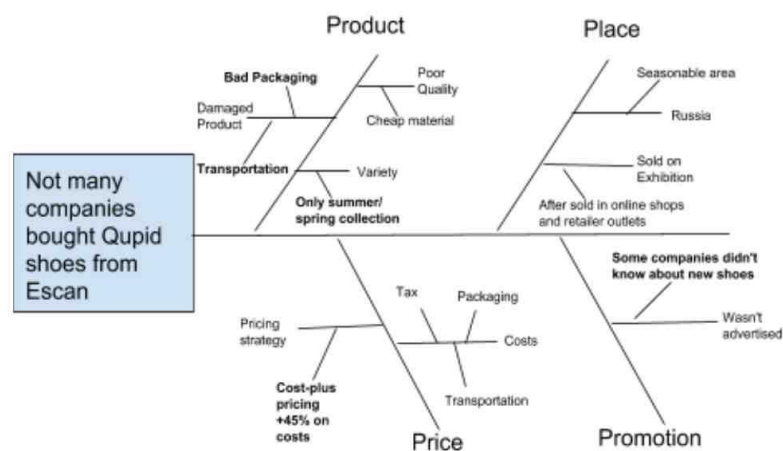 Product
Place
Bad Packaging
Poor
Quality
Damaged
Product
Cheap material
Transportation
Variety
Only summer/
spring collection
Seasonable area
Russia
Sold on
Exhibition
After sold in online shops
and retailer outlets
Not many
companies
bought Qupid
shoes from
Escan
Some companies didn't
know about new shoes
Wasn't
advertised
Pricing
strategy
Cost-plus
pricing
+45% on
costs
Tax
Packaging
Costs
Transportation
Price
Promotion